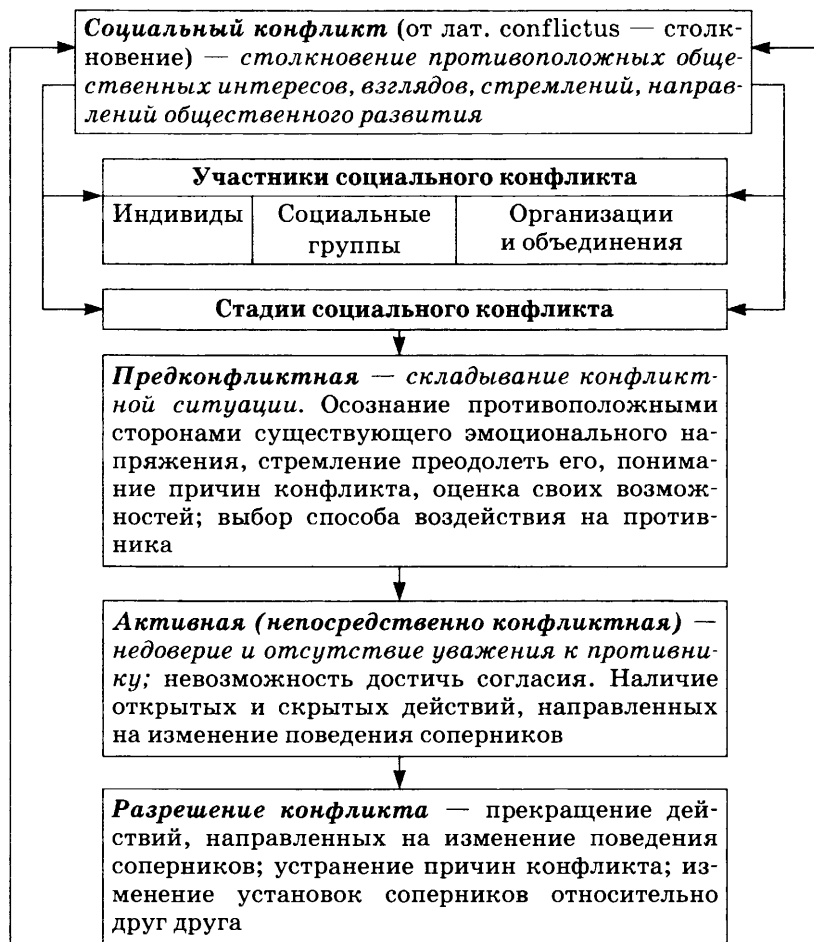 Социальный конфликт (от лат. conflictus — столк-
новение) — столкновение противоположных обще-
ственных интересов, взглядов, стремлений, направ-
лений общественного развития
Участники социального конфликта
Индивиды
Социальные
группы
Организации
и объединения
Стадии социального конфликта
Предконфликтная — складывание конфликт-
ной ситуации. Осознание противоположными
сторонами существующего эмоционального на-
пряжения, стремление преодолеть его, понима-
ние причин конфликта, оценка своих возмож-
ностей; выбор способа воздействия на против-
ника
Активная (непосредственно конфликтная) —
недоверие и отсутствие уважения к противни-
ку; невозможность достичь согласия. Наличие
открытых и скрытых действий, направленных
на изменение поведения соперников
Разрешение конфликта — прекращение дей-
ствий, направленных на изменение поведения
соперников; устранение причин конфликта; из-
менение установок соперников относительно
друг друга